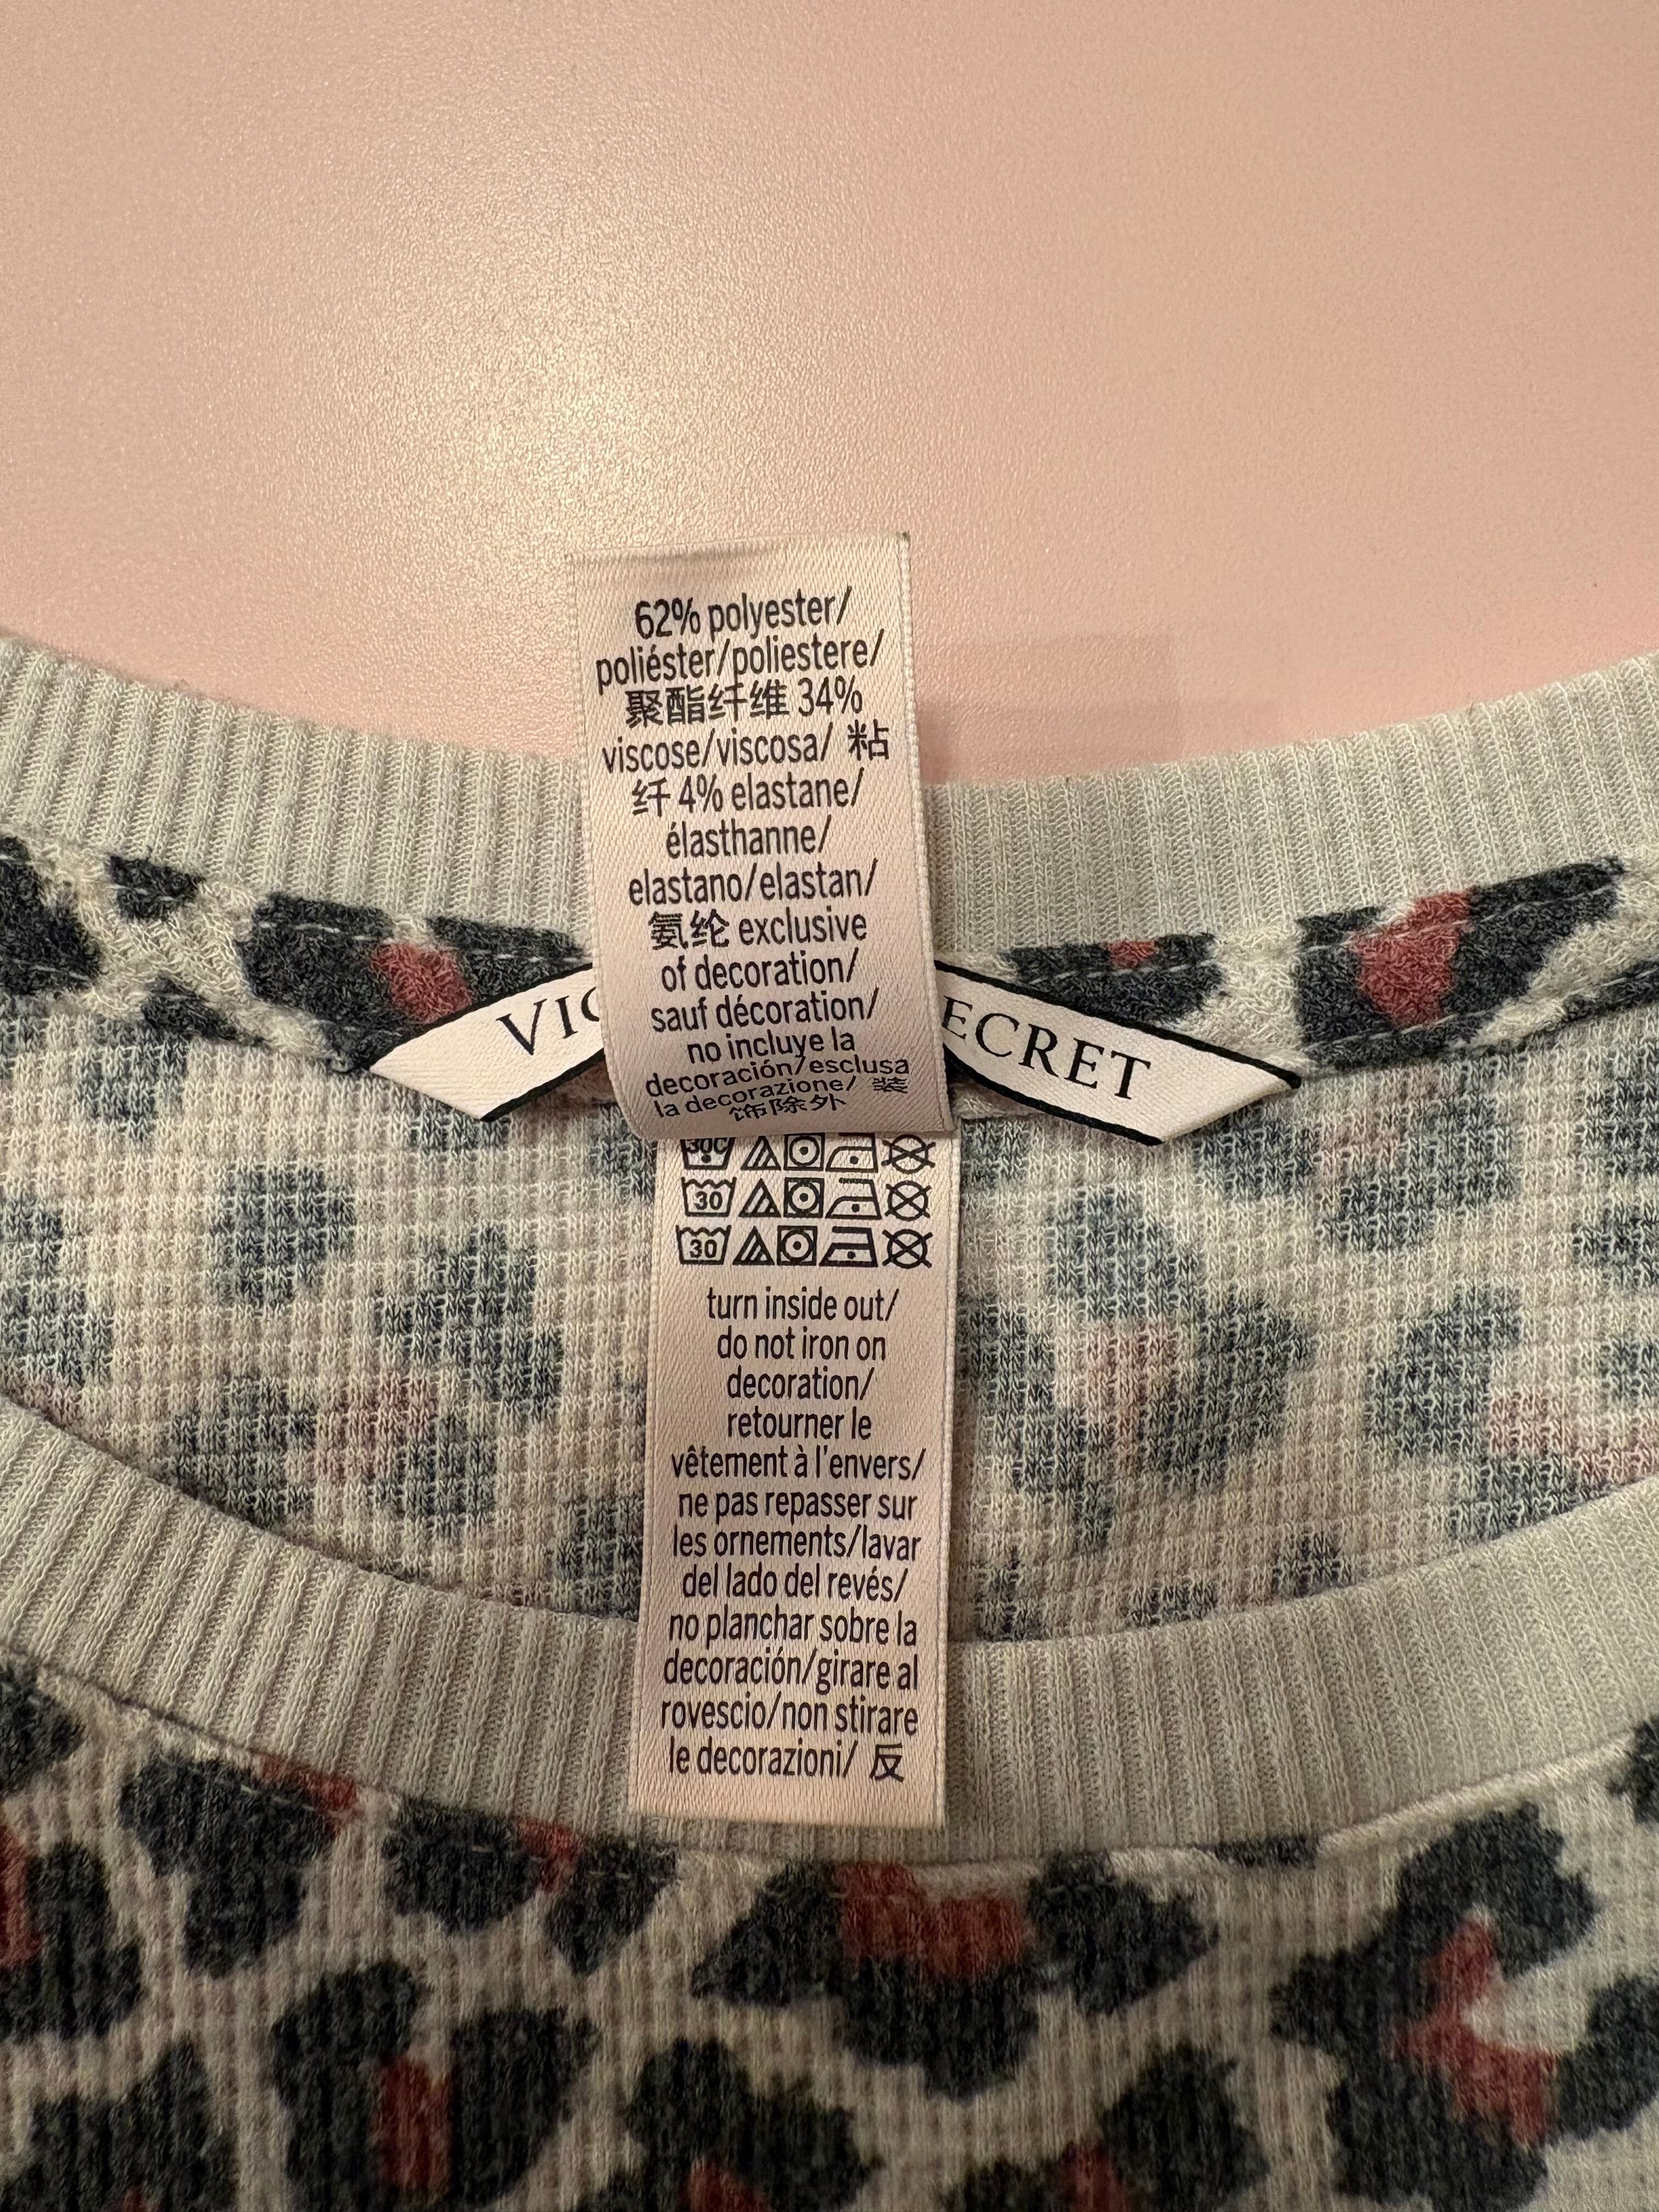 62% polyester/
poliéster/poliestere/
聚酯纤维 34%
viscose/viscosa/ 粘
纤 4% elastane/
élasthanne/
elastano/elastan/
氨纶 exclusive
of decoration/
sauf décoration/
no incluye la
decoración/esclusa
la decorazione/ 装
饰除外
VIC ECRET
30C
30
30
turn inside out/
do not iron on
decoration/
retourner le
vêtement à l'envers/
ne pas repasser sur
les ornements/lavar
del lado del revés/
no planchar sobre la
decoración/girare al
rovescio/non stirare
le decorazioni/ 反